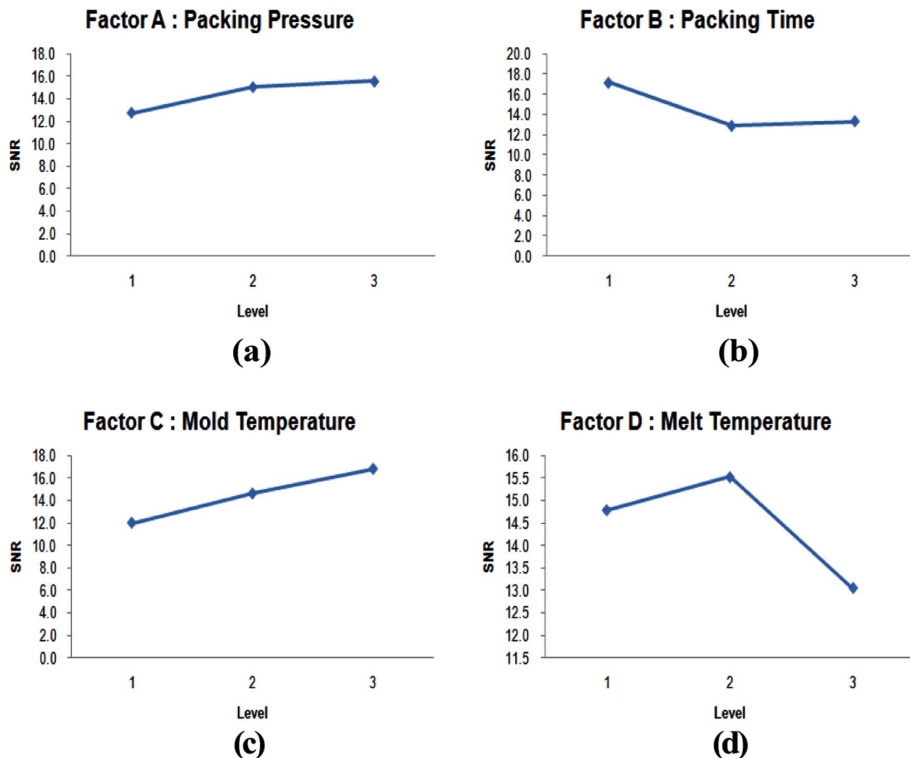 Factor A : Packing Pressure
18.0
16.0
14.0
12.0
10.0
8.0
6.0
4.0
2.0
0.0
SNR
1 2 3
Level
(a)
Factor B : Packing Time
20.0
18.0
16.0
14.0
12.0
10.0
8.0
6.0
4.0
2.0
0.0
SNR
1 2 3
Level
(b)
Factor C : Mold Temperature
18.0
16.0
14.0
12.0
10.0
8.0
6.0
4.0
2.0
0.0
SNR
1 2 3
Level
(c)
Factor D : Melt Temperature
16.0
15.5
15.0
14.5
14.0
13.5
13.0
12.5
12.0
11.5
SNR
1 2 3
Level
(d)